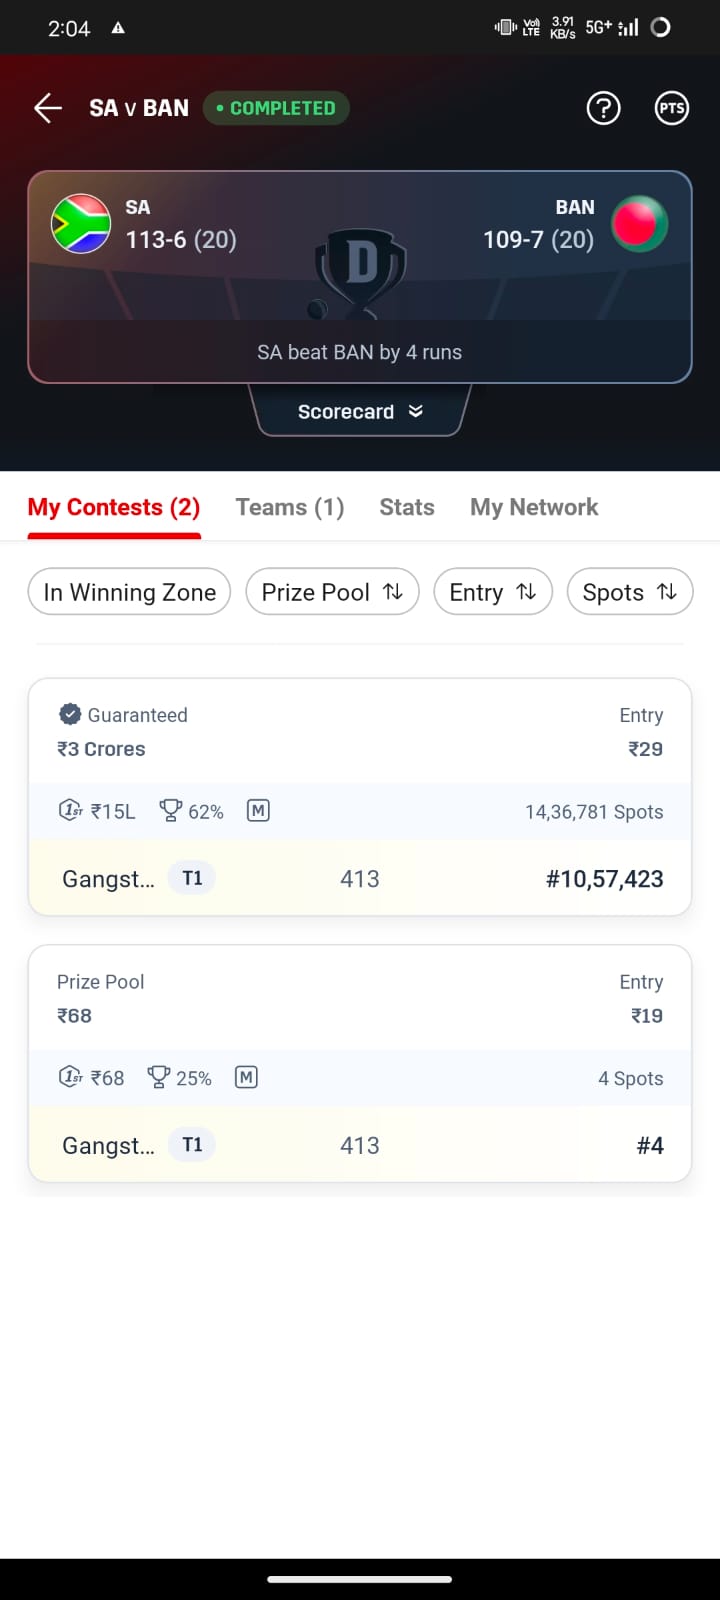 2:04 Vo) LTE 3.91 KB/s 5G+
SA v BAN • COMPLETED ? PTS
SA BAN
113-6 (20) D 109-7 (20)
SA beat BAN by 4 runs
Scorecard
My Contests (2) Teams (1) Stats My Network
In Winning Zone Prize Pool Entry Spots
Guaranteed Entry
₹3 Crores ₹29
1ST ₹15L 62% M 14,36,781 Spots
Gangst... T1 413 #10,57,423
Prize Pool Entry
₹68 ₹19
1ST ₹68 25% M 4 Spots
Gangst... T1 413 #4